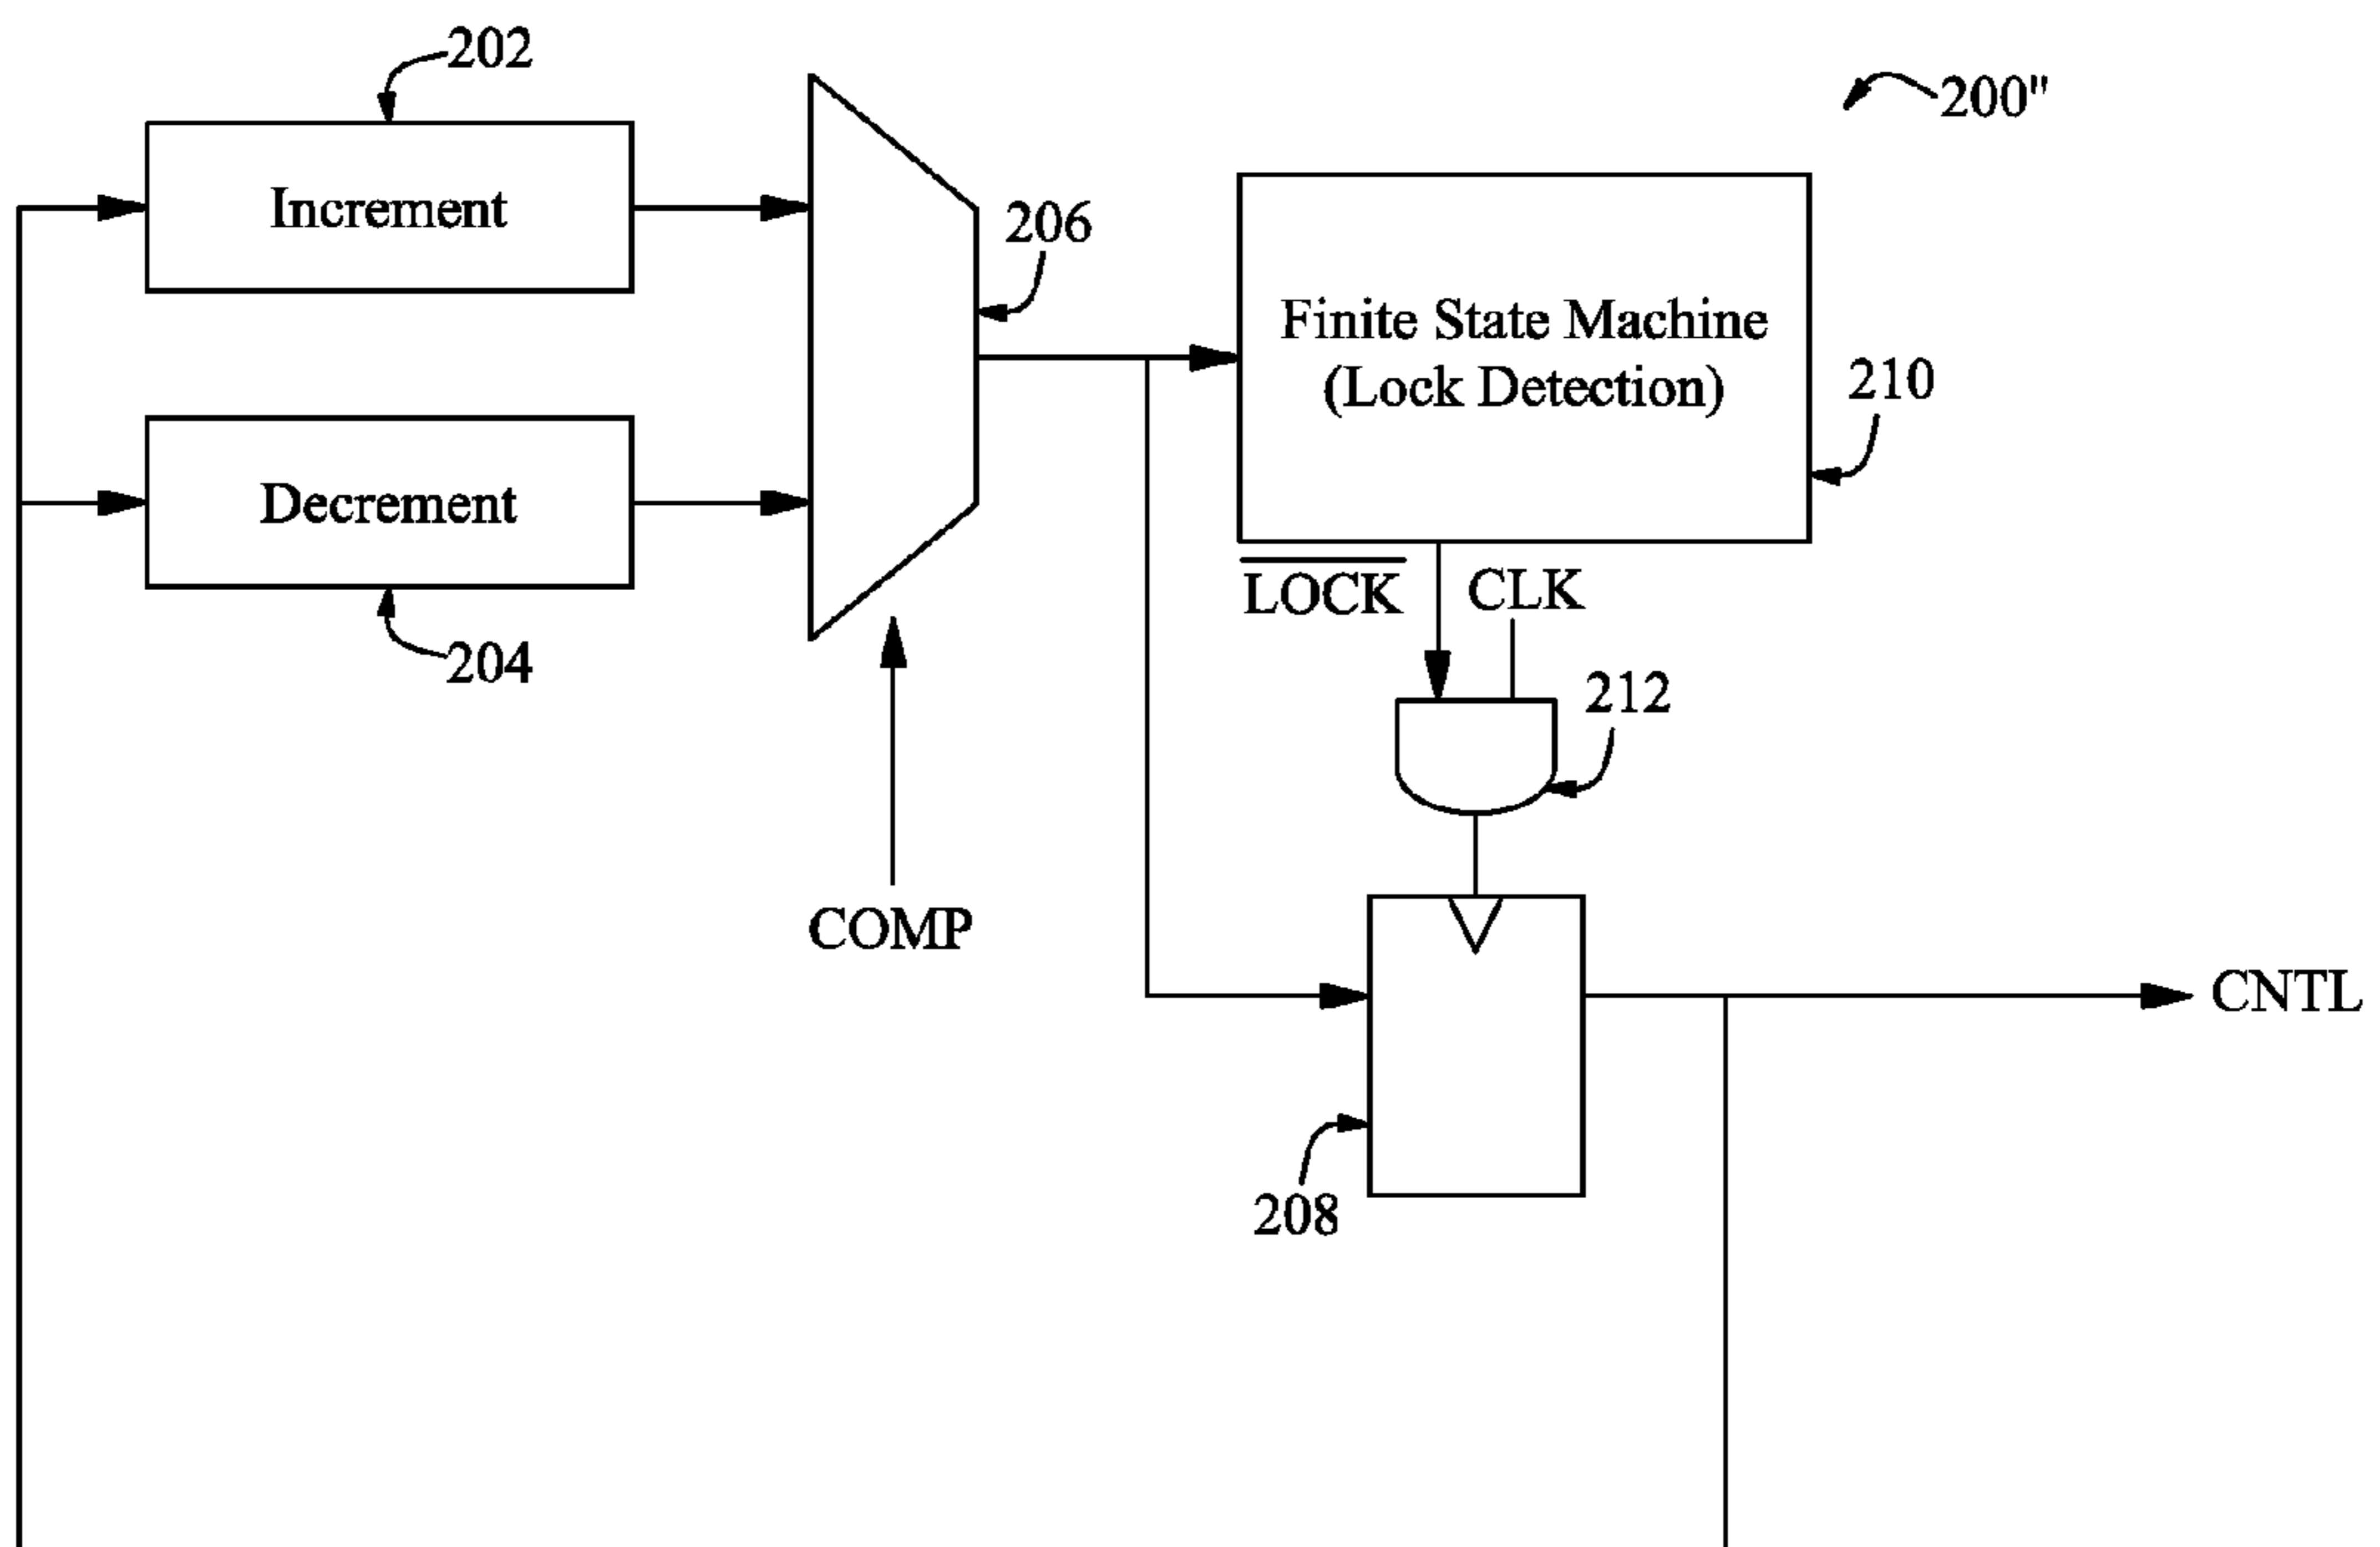 202
200"
Increment
206
Finite State Machine
(Lock Detection)
210
Decrement
LOCK
CLK
204
212
COMP
CNTL
208